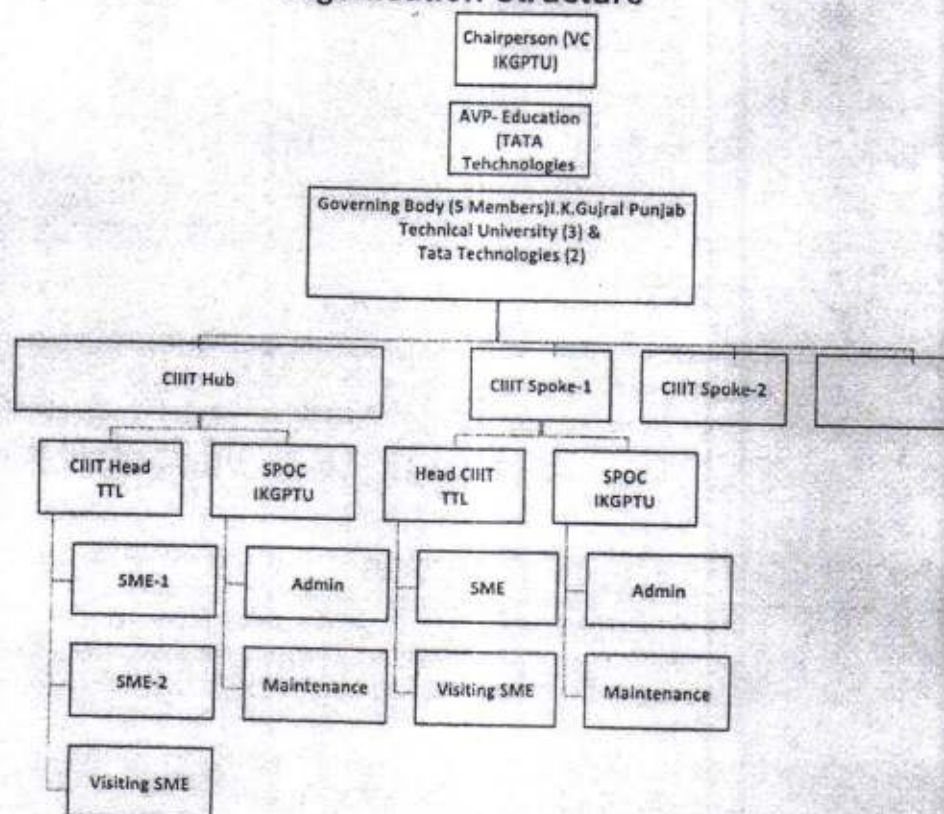 Structure
Chairperson (VC
IKGPTU)
AVP- Education
(TATA
Tehchnologies
Governing Body (5 Members)I.K.Gujral Punjab
Technical University (3) &
Tata Technologies (2)
CIIIT Hub
CIIIT Spoke-1
CIIIT Spoke-2
CIIIT Head
TTL
SPOC
IKGPTU
Head CIIIT
TTL
SPOC
IKGPTU
SME-1
Admin
SME
Admin
SME-2
Maintenance
Visiting SME
Maintenance
Visiting SME